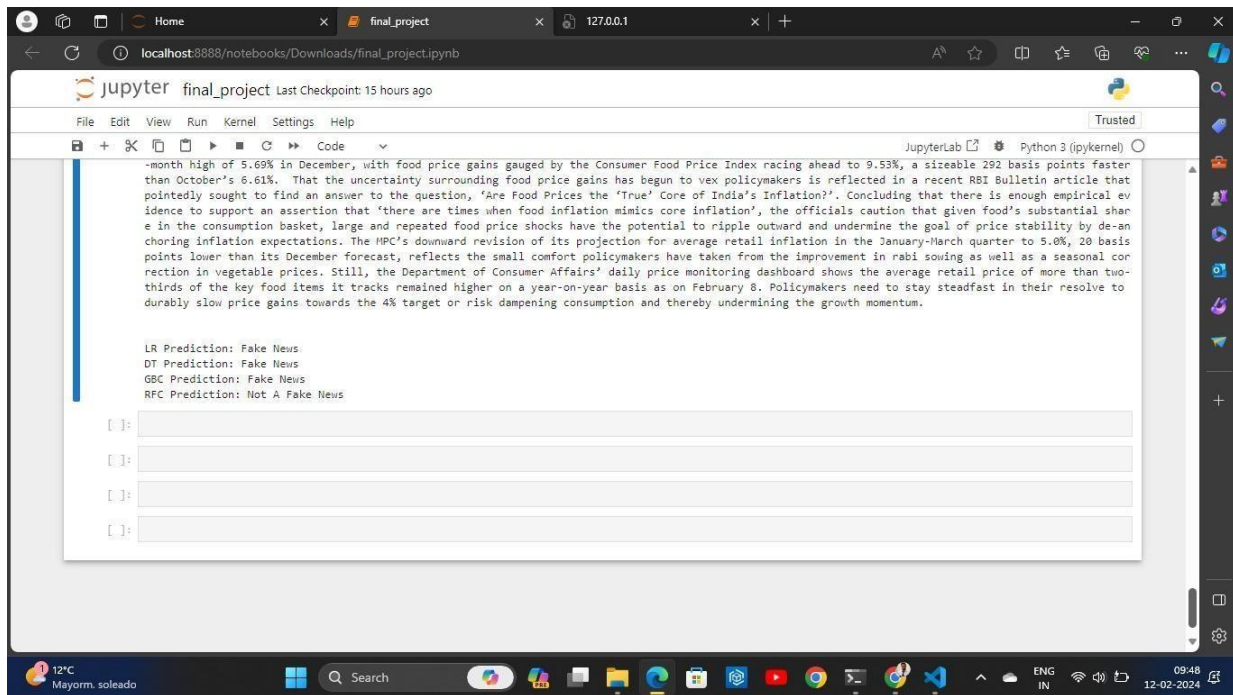 Home
final_project
127.0.0.1
localhost:8888/notebooks/Downloads/final_project.ipynb
jupyter final_project Last Checkpoint: 15 hours ago
File Edit View Run Kernel Settings Help
Trusted
Code
JupyterLab
Python 3 (ipykernel)
-month high of 5.69% in December, with food price gains gauged by the Consumer Food Price Index racing ahead to 9.53%, a sizeable 292 basis points faster
than October’s 6.61%. That the uncertainty surrounding food price gains has begun to vex policymakers is reflected in a recent RBI Bulletin article that
pointedly sought to find an answer to the question, ‘Are Food Prices the ‘True’ Core of India’s Inflation?’. Concluding that there is enough empirical ev
idence to support an assertion that ‘there are times when food inflation mimics core inflation’, the officials caution that given food’s substantial shar
e in the consumption basket, large and repeated food price shocks have the potential to ripple outward and undermine the goal of price stability by de-an
choring inflation expectations. The MPC’s downward revision of its projection for average retail inflation in the January-March quarter to 5.0%, 20 basis
points lower than its December forecast, reflects the small comfort policymakers have taken from the improvement in rabi sowing as well as a seasonal cor
rection in vegetable prices. Still, the Department of Consumer Affairs’ daily price monitoring dashboard shows the average retail price of more than two-
thirds of the key food items it tracks remained higher on a year-on-year basis as on February 8. Policymakers need to stay steadfast in their resolve to
durably slow price gains towards the 4% target or risk dampening consumption and thereby undermining the growth momentum.
LR Prediction: Fake News
DT Prediction: Fake News
GBC Prediction: Fake News
RFC Prediction: Not A Fake News
[ ]:
[ ]:
[ ]:
[ ]:
1
12°C
Mayorm. soleado
Search
PRE
ENG
IN
09:48
12-02-2024